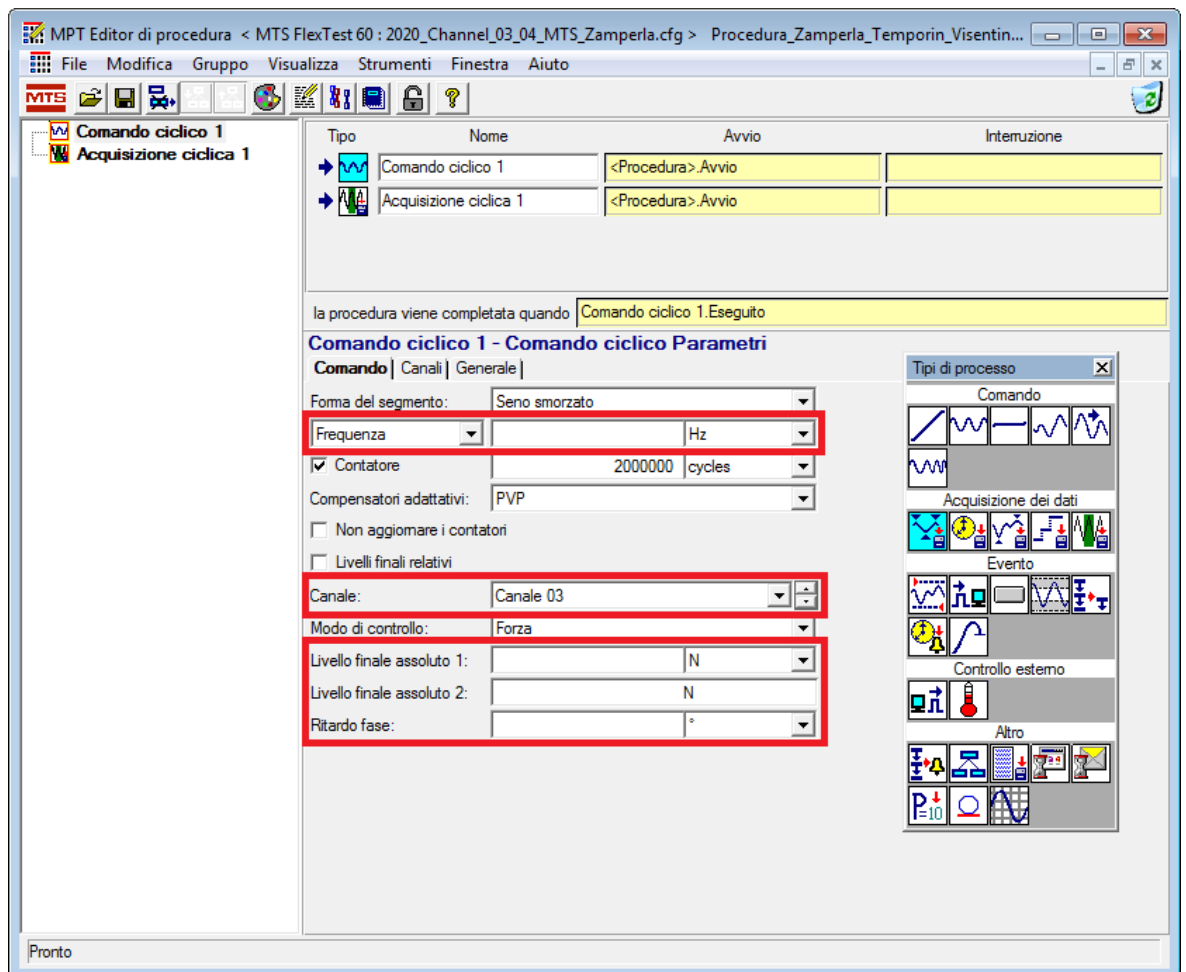 MPT Editor di procedura < MTS FlexTest 60 : 2020_Channel_03_04_MTS_Zamperla.cfg > Procedura_Zamperla_Temporin_Visentin...
File Modifica Gruppo Visualizza Strumenti Finestra Aiuto
MTS
Comando ciclico 1
Acquisizione ciclica 1
Tipo Nome Avvio Interruzione
Comando ciclico 1 <Procedura>.Avvio
Acquisizione ciclica 1 <Procedura>.Avvio
la procedura viene completata quando Comando ciclico 1.Eseguito
Comando ciclico 1 - Comando ciclico Parametri
Comando Canali Generale
Forma del segmento: Seno smorzato
Frequenza Hz
Contatore 2000000 cycles
Compensatori adattativi: PVP
Non aggiornare i contatori
Livelli finali relativi
Canale: Canale 03
Modo di controllo: Forza
Livello finale assoluto 1: N
Livello finale assoluto 2: N
Ritardo fase: °
Tipi di processo
Comando
Acquisizione dei dati
Evento
Controllo esterno
Altro
P=10
Pronto